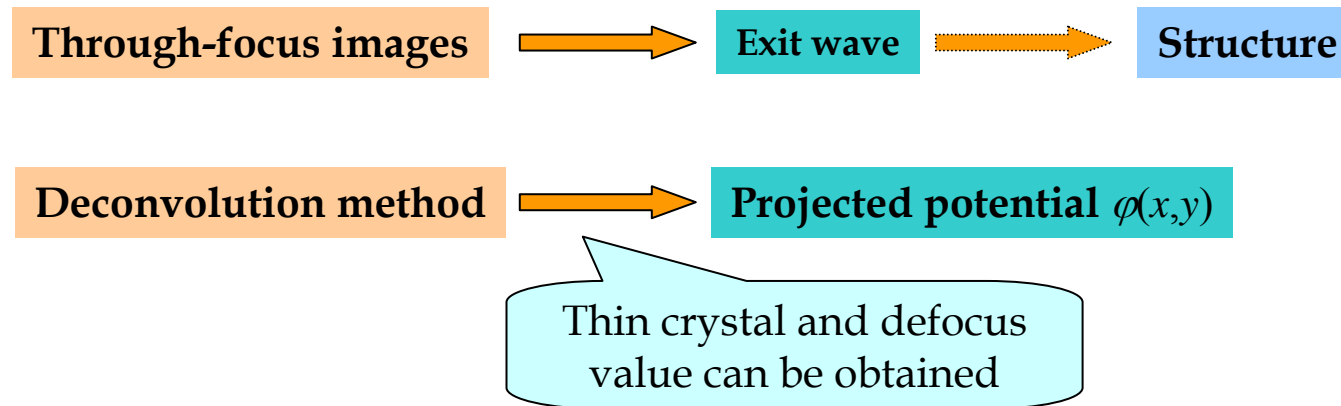 Through-focus images
Exit wave
Structure
Deconvolution method
Projected potential φ(x,y)
Thin crystal and defocus
value can be obtained